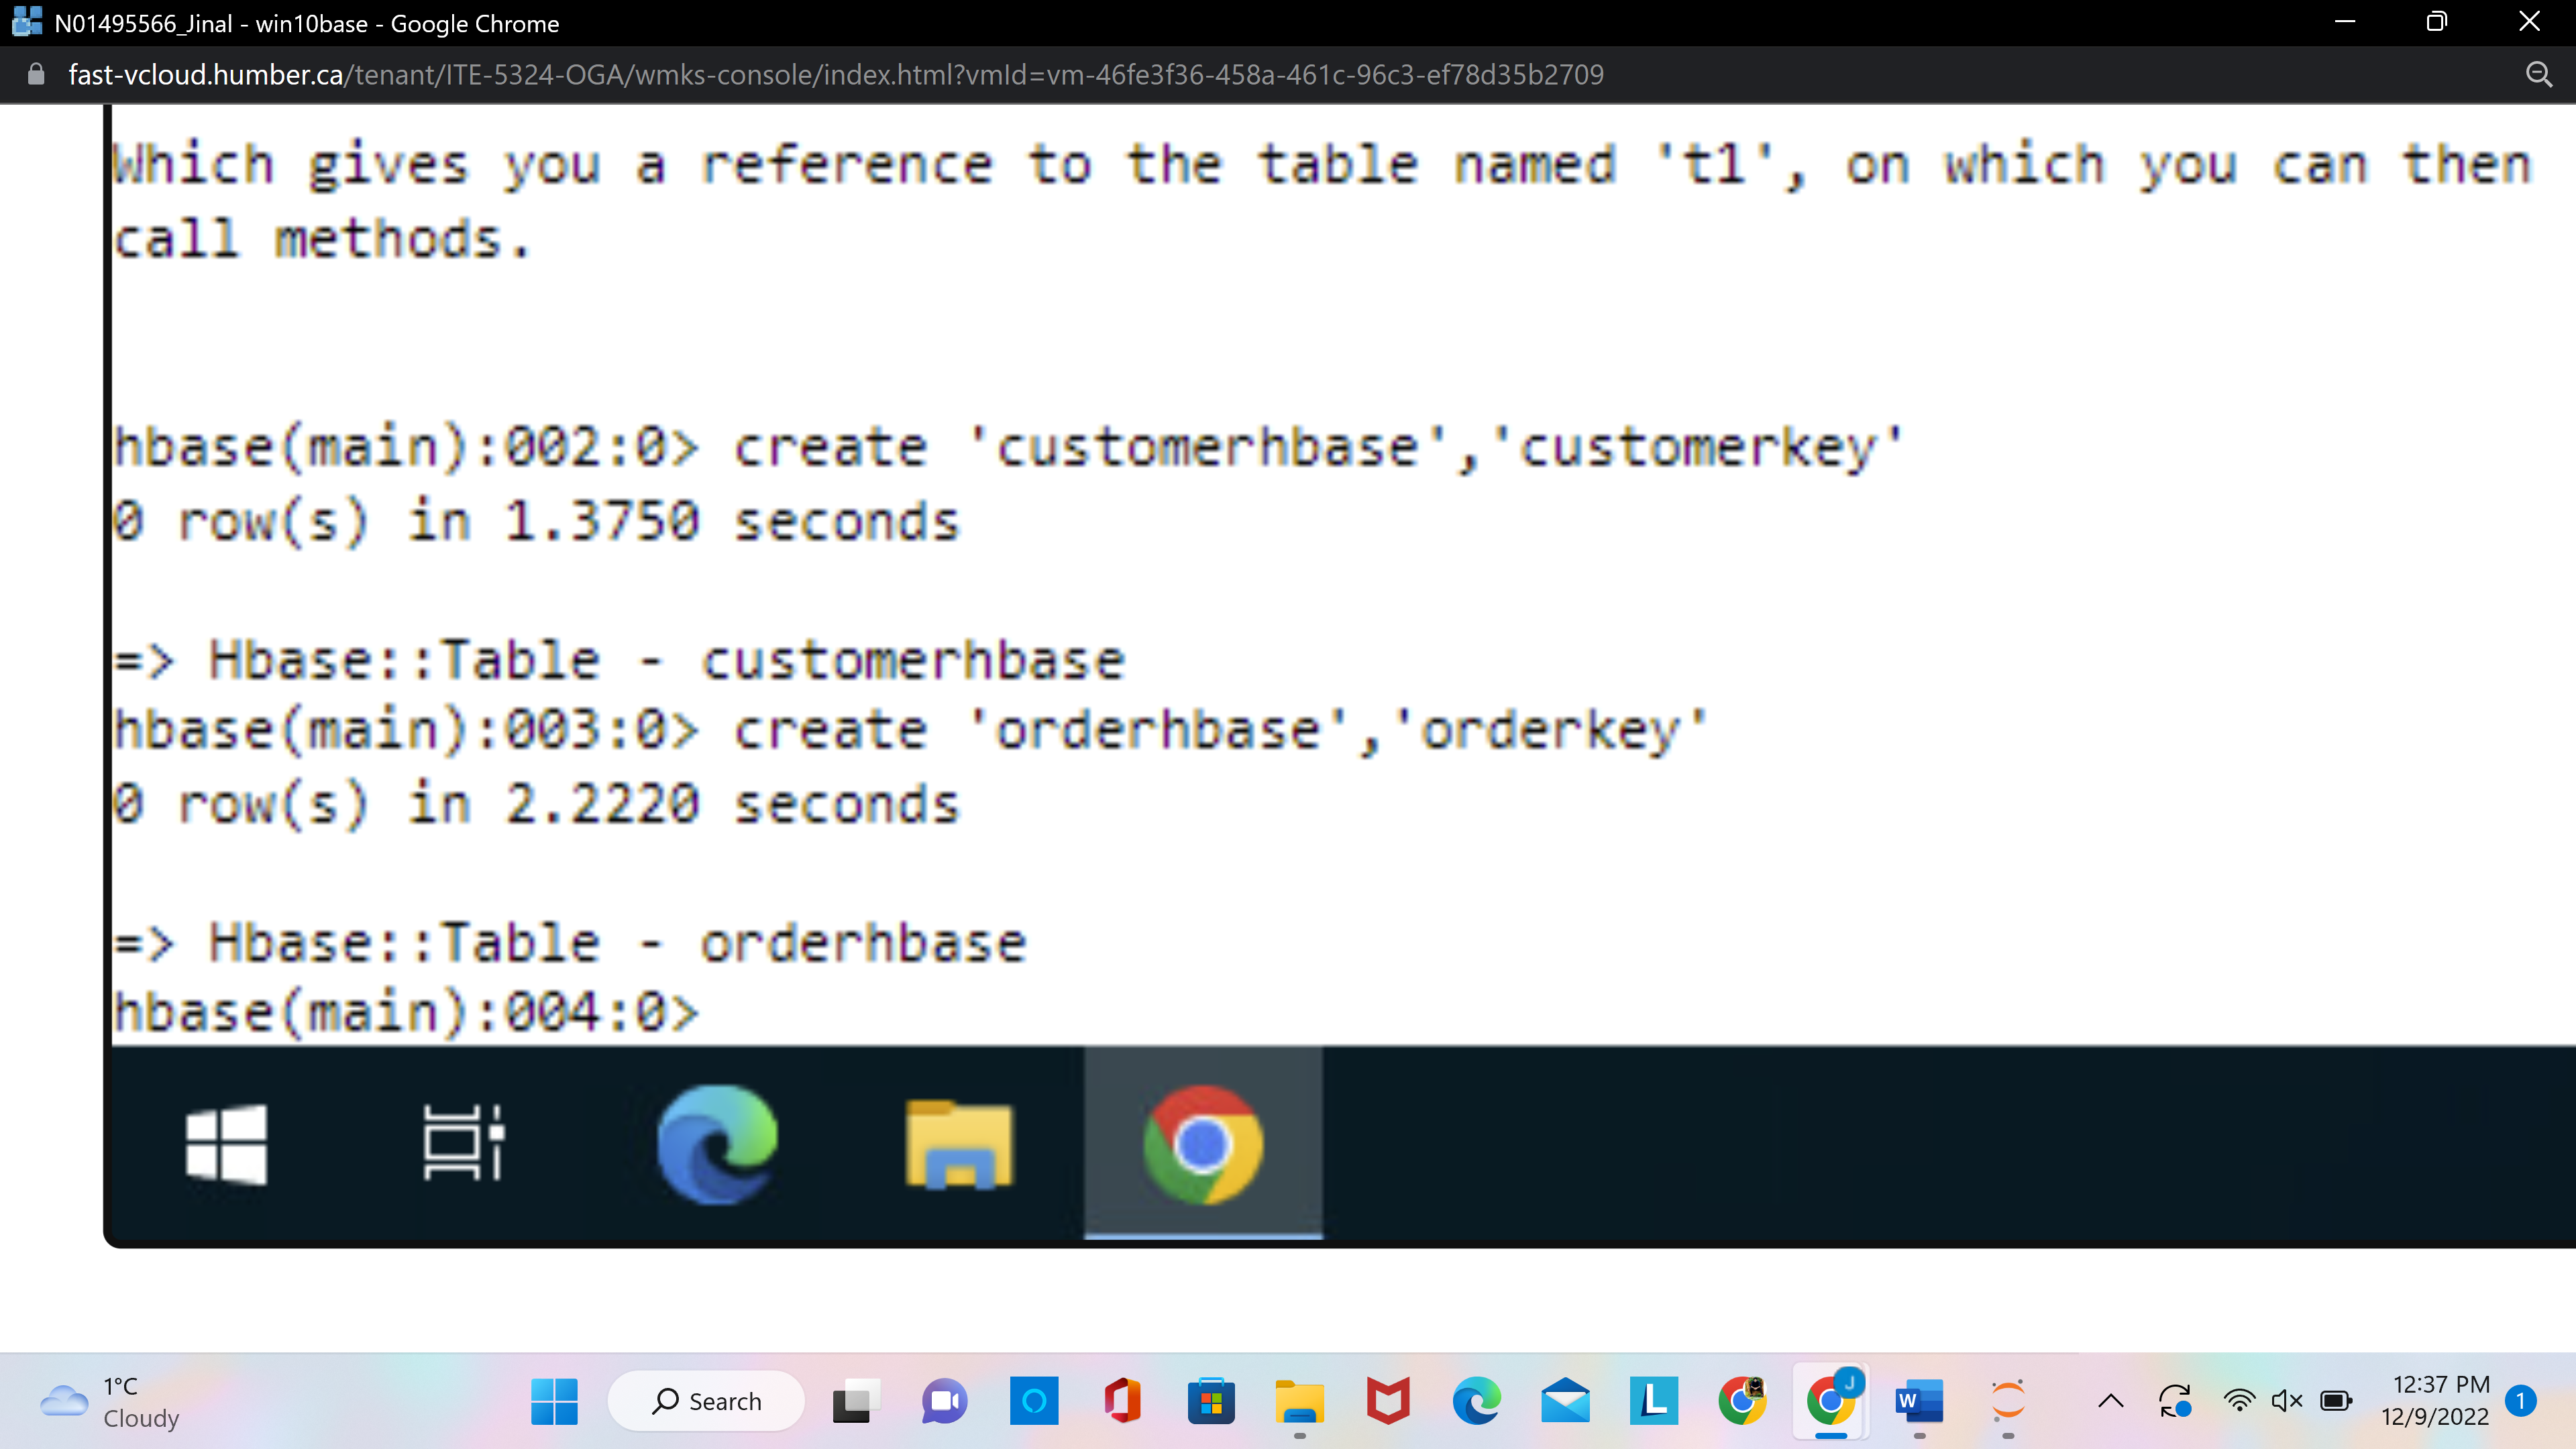 N01495566_Jinal - win10base - Google Chrome
fast-vcloud.humber.ca/tenant/ITE-5324-OGA/wmks-console/index.html?vmId=vm-46fe3f36-458a-461c-96c3-ef78d35b2709
Which gives you a reference to the table named 't1', on which you can then
call methods.
hbase(main):002:0> create 'customerhbase','customerkey'
0 row(s) in 1.3750 seconds
=> Hbase::Table - customerhbase
hbase(main):003:0> create 'orderhbase','orderkey'
0 row(s) in 2.2220 seconds
=> Hbase::Table - orderhbase
hbase(main):004:0>
1°C
Cloudy
Search
L
J
W
12:37 PM
12/9/2022
1